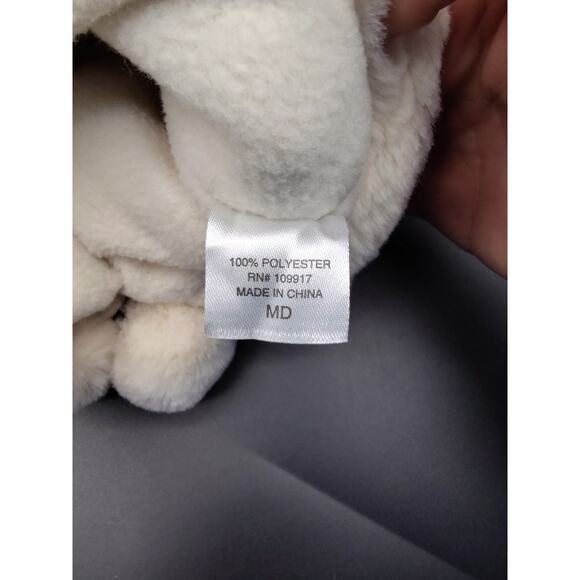 100% POLYESTER
RN# 109917
MADE IN CHINA
MD